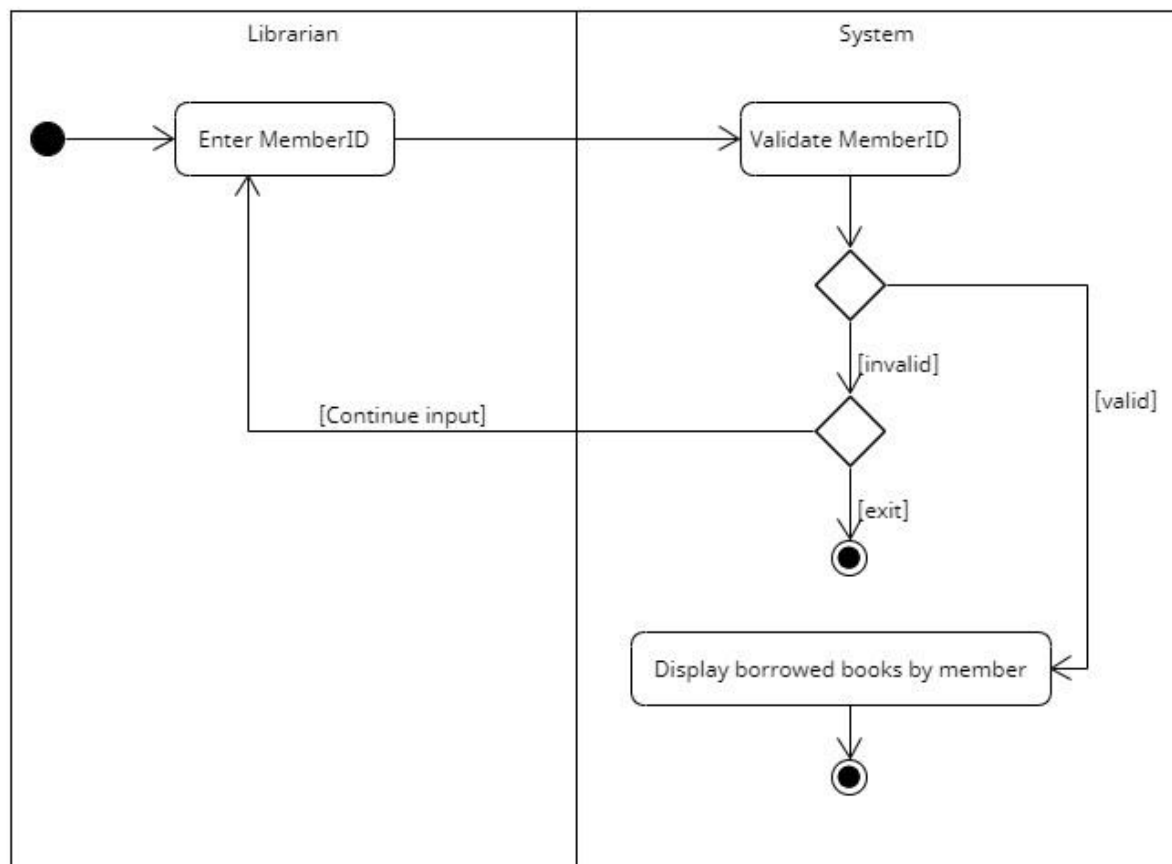 Librarian
System
Enter MemberID
Validate MemberID
[invalid]
[valid]
[Continue input]
[exit]
Display borrowed books by member